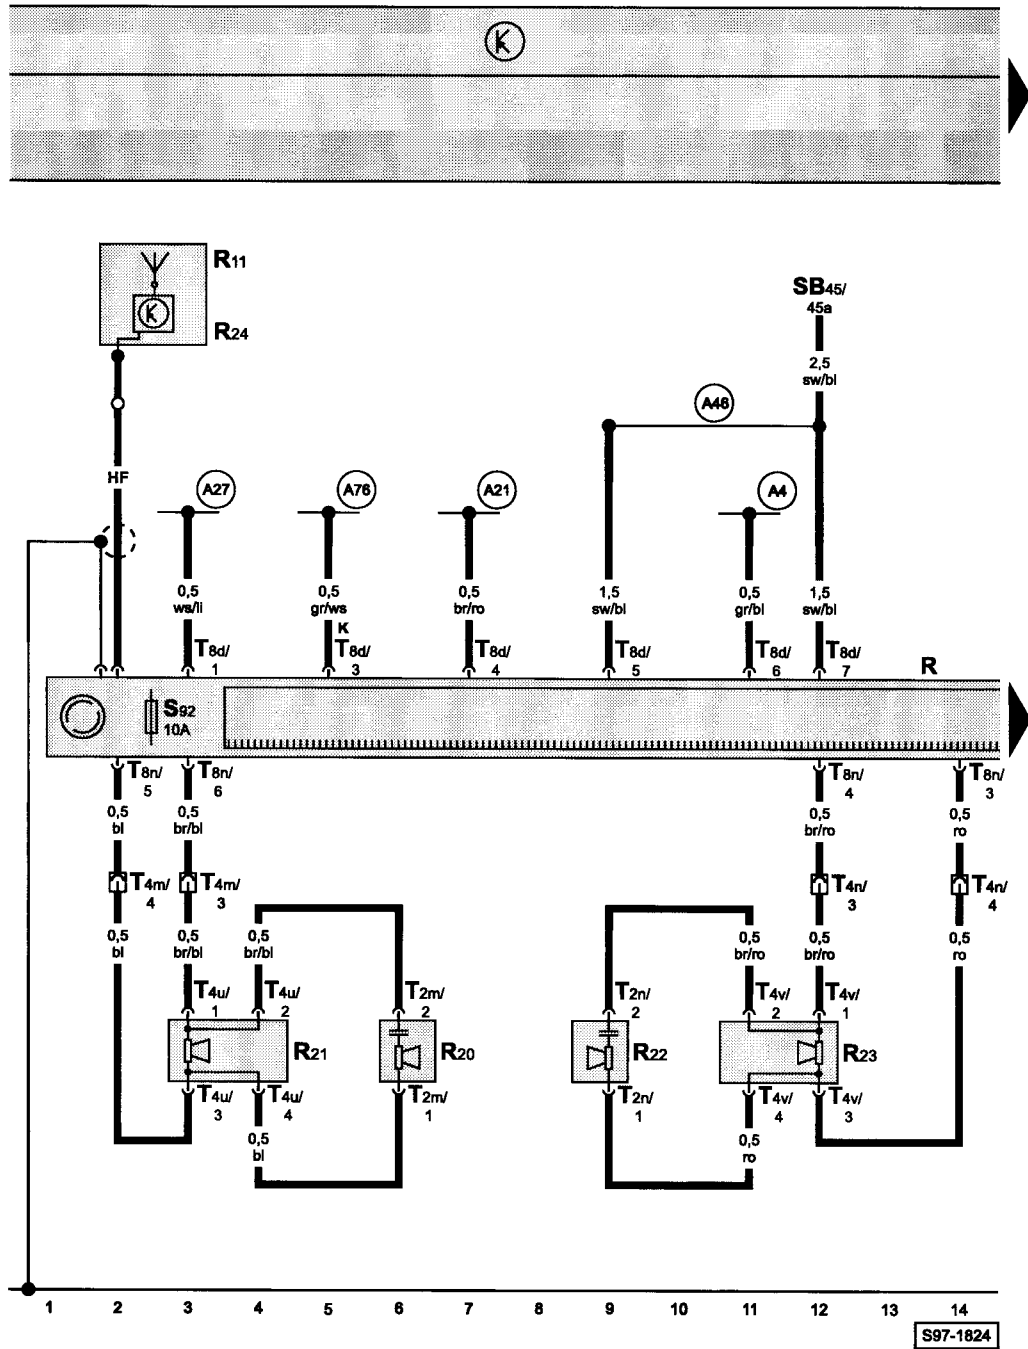 K
R11
K
R24
SB45/
45a
2,5
sw/bl
A48
HF
A27
A76
A21
A4
0,5
ws/li
0,5
gr/ws
K
0,5
br/ro
1,5
sw/bl
0,5
gr/bl
1,5
sw/bl
T8d/
1
T8d/
3
T8d/
4
T8d/
5
T8d/
6
T8d/
7
R
S92
10A
T8n/
5
T8n/
6
T8n/
4
T8n/
3
0,5
bl
0,5
br/bl
0,5
br/ro
0,5
ro
T4m/
4
T4m/
3
T4n/
3
T4n/
4
0,5
bl
0,5
br/bl
0,5
br/bl
0,5
br/ro
0,5
br/ro
0,5
ro
T4u/
1
T4u/
2
T2m/
2
T2n/
2
T4v/
2
T4v/
1
R21
R20
R22
R23
T4u/
3
T4u/
4
T2m/
1
T2n/
1
T4v/
4
T4v/
3
0,5
bl
0,5
ro
1 2 3 4 5 6 7 8 9 10 11 12 13 14
S97-1824